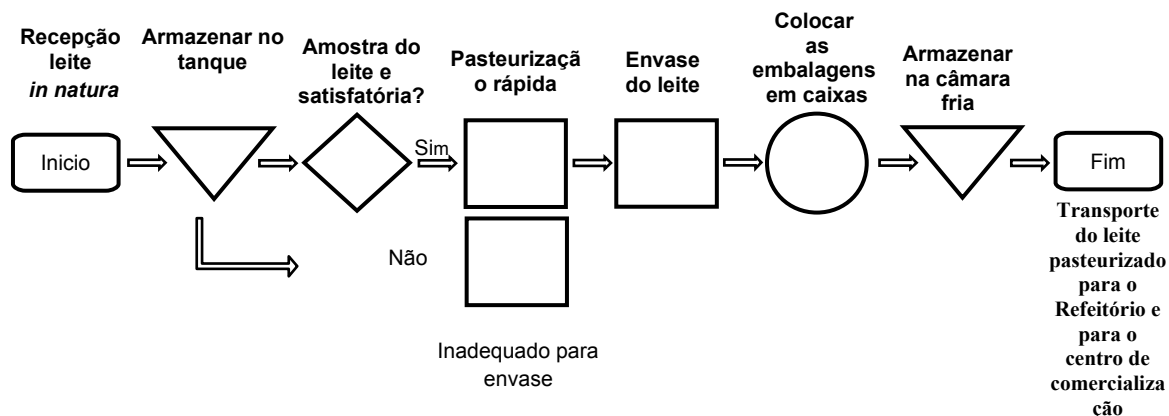 Recepção
leite
in natura
Inicio
Armazenar no
tanque
Amostra do
leite e
satisfatória?
Sim
Não
Pasteurizaçã
o rápida
Inadequado para
envase
Envase
do leite
Colocar
as
embalagens
em caixas
Armazenar
na câmara
fria
Fim
Transporte
do leite
pasteurizado
para o
Refeitório e
para o
centro de
comercializa
ção